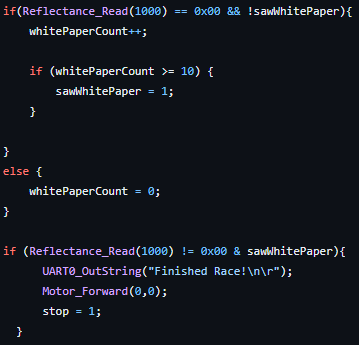 if(Reflectance_Read(1000) == 0x00 && !sawWhitePaper){
whitePaperCount++;
if (whitePaperCount >= 10) {
sawWhitePaper = 1;
}
}
else {
whitePaperCount = 0;
}
if (Reflectance_Read(1000) != 0x00 & sawWhitePaper){
UART0_OutString("Finished Race!\n\r");
Motor_Forward(0,0);
stop = 1;
}